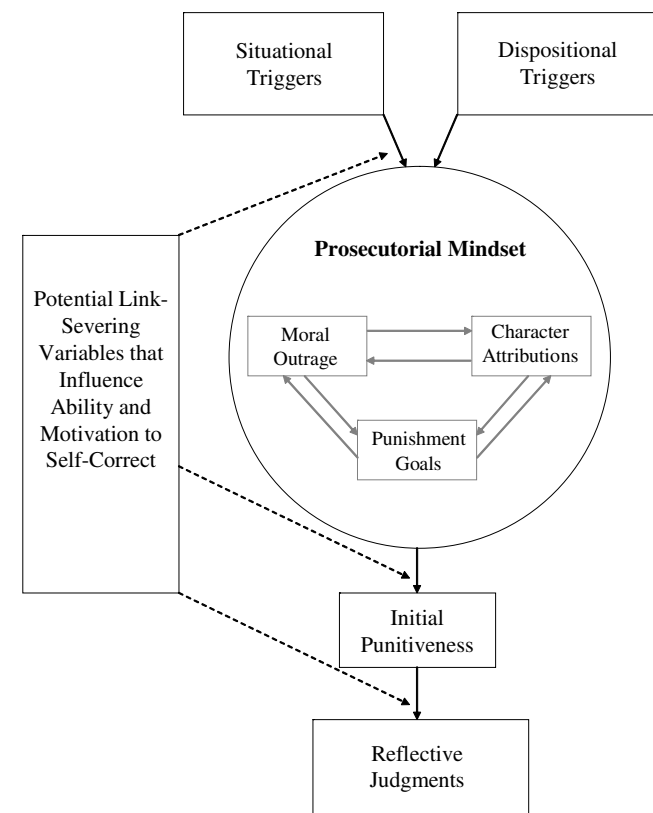 Situational
Triggers
Dispositional
Triggers
Prosecutorial Mindset
Potential Link-
Severing
Variables that
Influence
Ability and
Motivation to
Self-Correct
Moral
Outrage
Character
Attributions
Punishment
Goals
Initial
Punitiveness
Reflective
Judgments